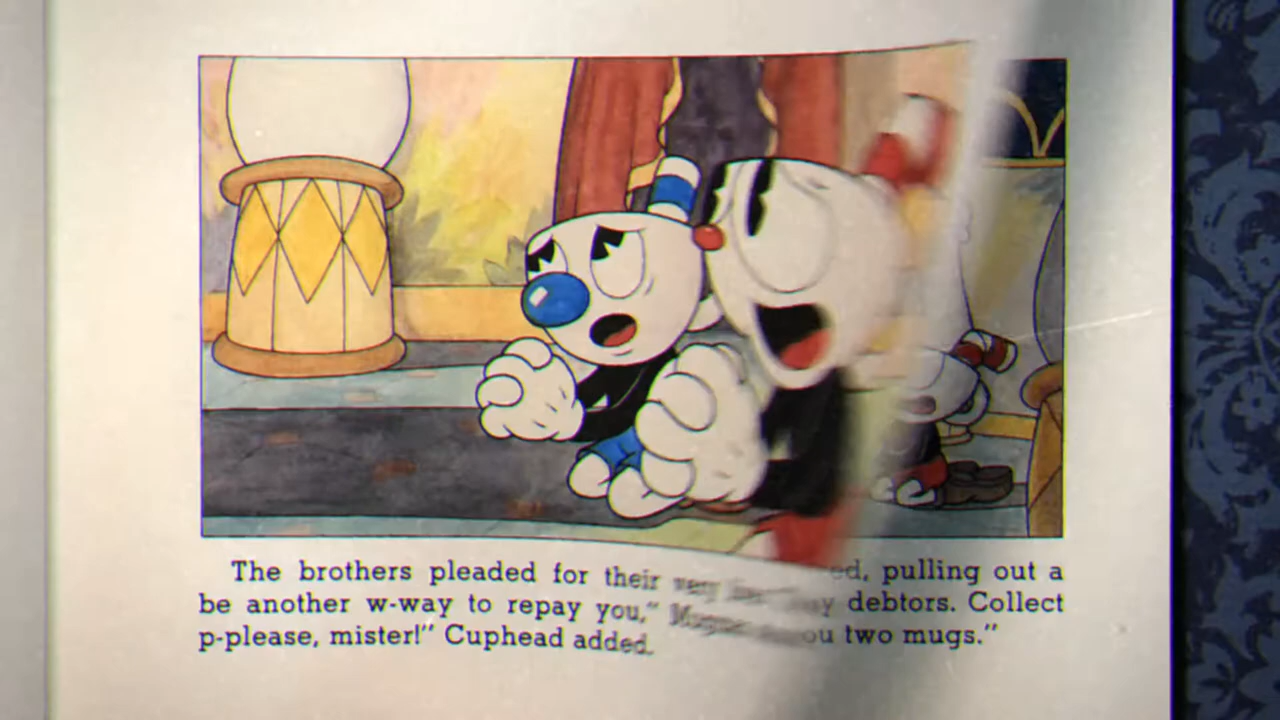 The brothers pleaded for their very ed, pulling out a
be another w-way to repay you," debtors. Collect
p-please, mister!" Cuphead added. ou two mugs."